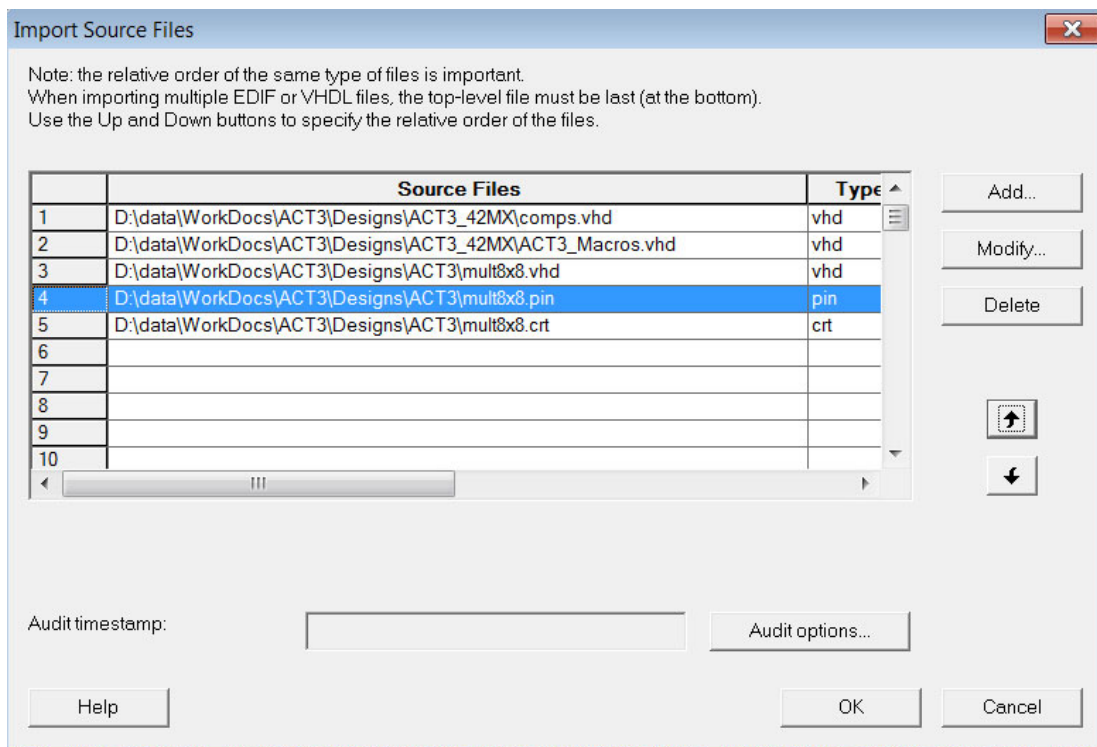 Import Source Files
Note: the relative order of the same type of files is important.
When importing multiple EDIF or VHDL files, the top-level file must be last (at the bottom).
Use the Up and Down buttons to specify the relative order of the files.
Source Files Type
Add...
1 D:\data\WorkDocs\ACT3\Designs\ACT3_42MX\comps.vhd vhd
2 D:\data\WorkDocs\ACT3\Designs\ACT3_42MX\ACT3_Macros.vhd vhd
Modify...
3 D:\data\WorkDocs\ACT3\Designs\ACT3\mult8x8.vhd vhd
4 D:\data\WorkDocs\ACT3\Designs\ACT3\mult8x8.pin pin
Delete
5 D:\data\WorkDocs\ACT3\Designs\ACT3\mult8x8.crt crt
6
7
8
9
10
Audit timestamp:
Audit options...
Help
OK
Cancel